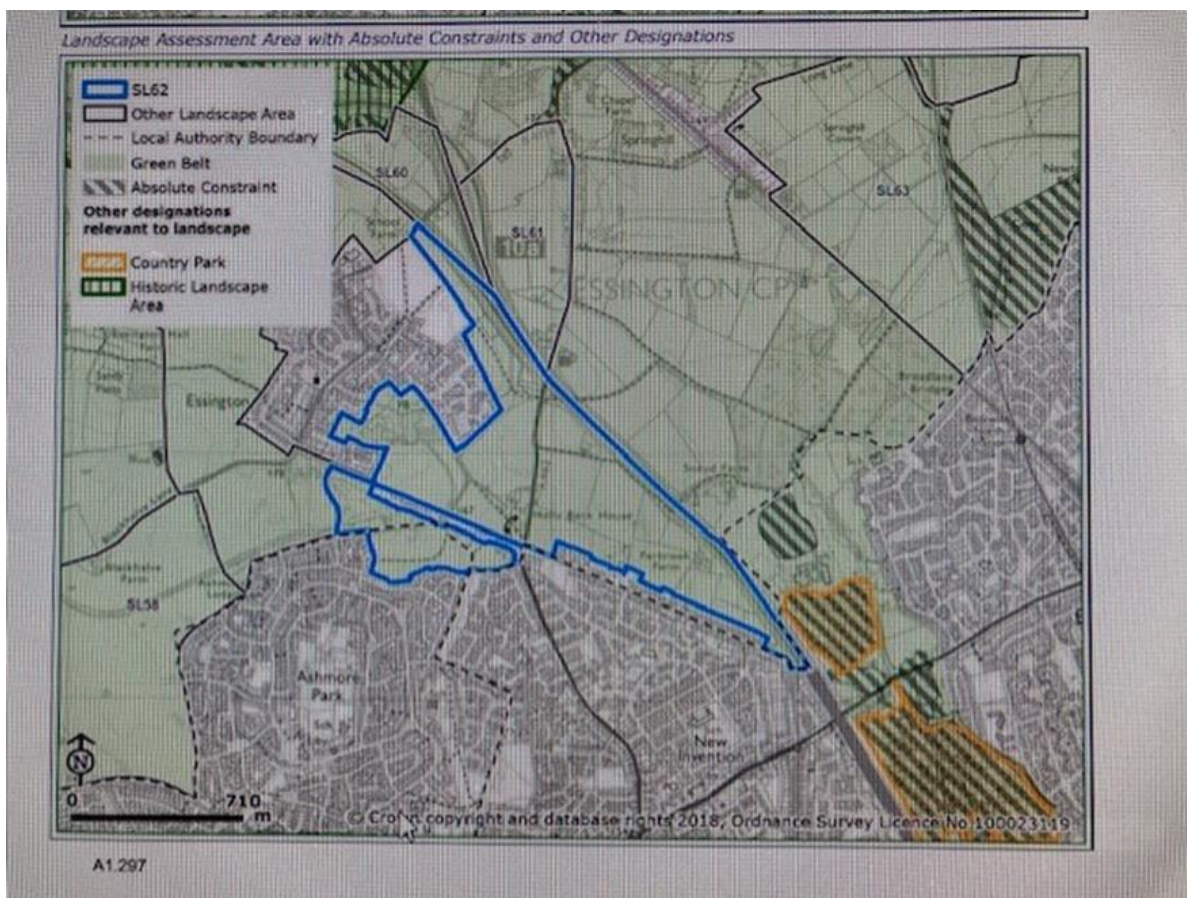 Landscape Assessment Area with Absolute Constraints and Other Designations
SL62
Other Landscape Area
Local Authority Boundary
Green Belt
Absolute Constraint
Other designations
relevant to landscape
Country Park
Historic Landscape
Area
SL60
SL61
SL63
ESSINGTON CP
Essington
SL58
Ashmore
Park
New
Invention
N
0 710
m
© Crown copyright and database rights 2018, Ordnance Survey Licence No.100023119
A1.297